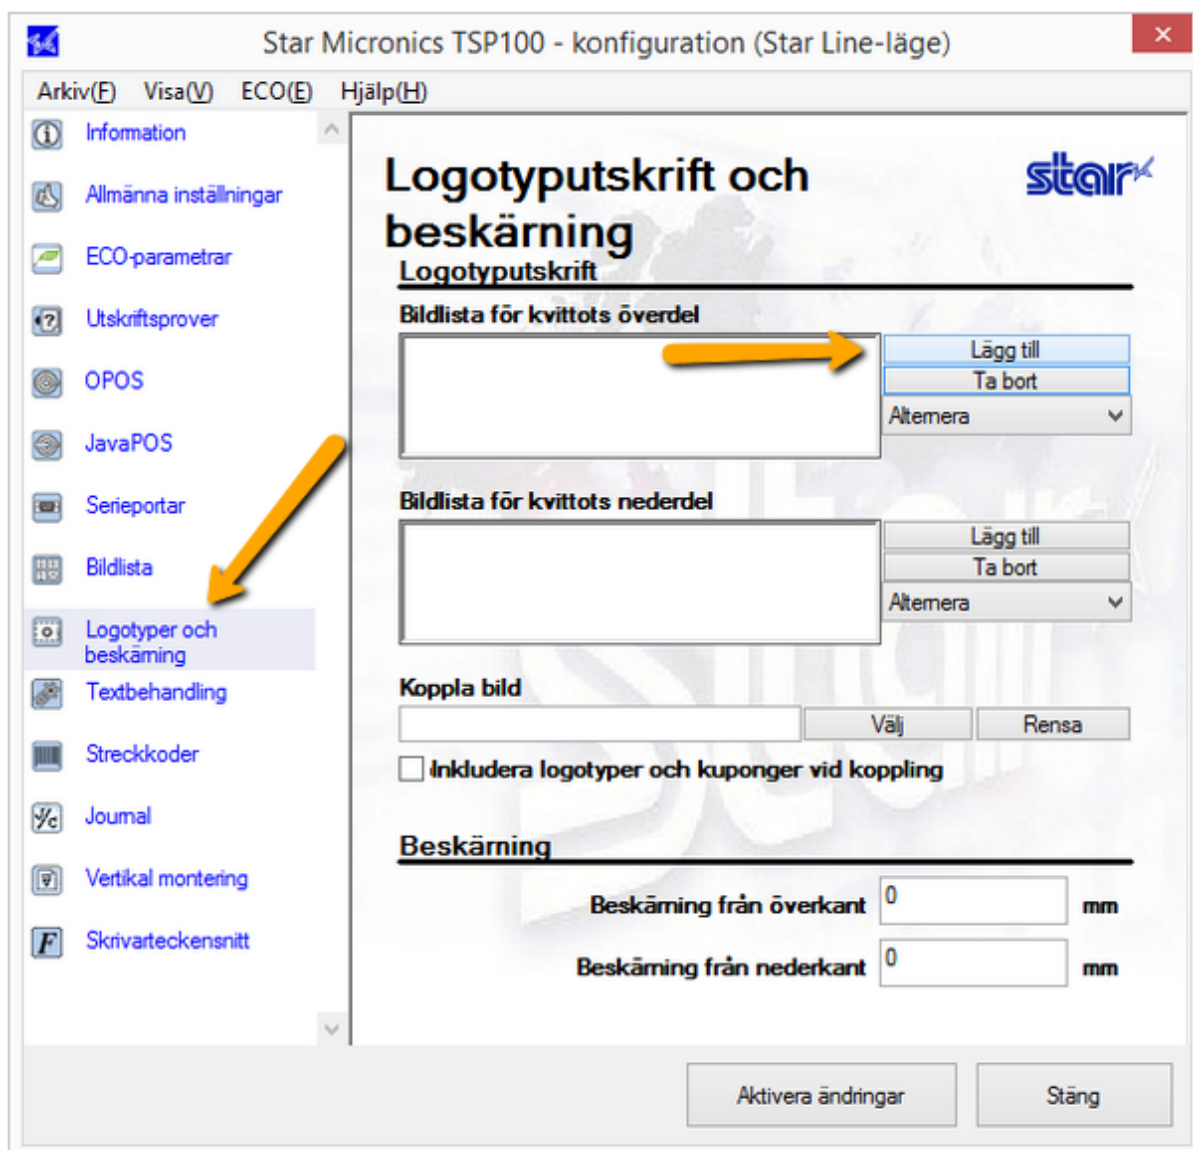 Star Micronics TSP100 - konfiguration (Star Line-läge)
Arkiv(F) Visa(V) ECO(E) Hjälp(H)
Information
Allmänna inställningar
ECO-parametrar
Utskriftsprover
OPOS
JavaPOS
Serieportar
Bildlista
Logotyper och
beskärning
Textbehandling
Streckkoder
Journal
Vertikal montering
Skrivarteckensnitt
Logotyputskrift och
beskärning
star
Logotyputskrift
Bildlista för kvittots överdel
Lägg till
Ta bort
Alternera
Bildlista för kvittots nederdel
Lägg till
Ta bort
Alternera
Koppla bild
Välj Rensa
Inkludera logotyper och kuponger vid koppling
Beskärning
Beskärning från överkant 0 mm
Beskärning från nederkant 0 mm
Aktivera ändringar Stäng